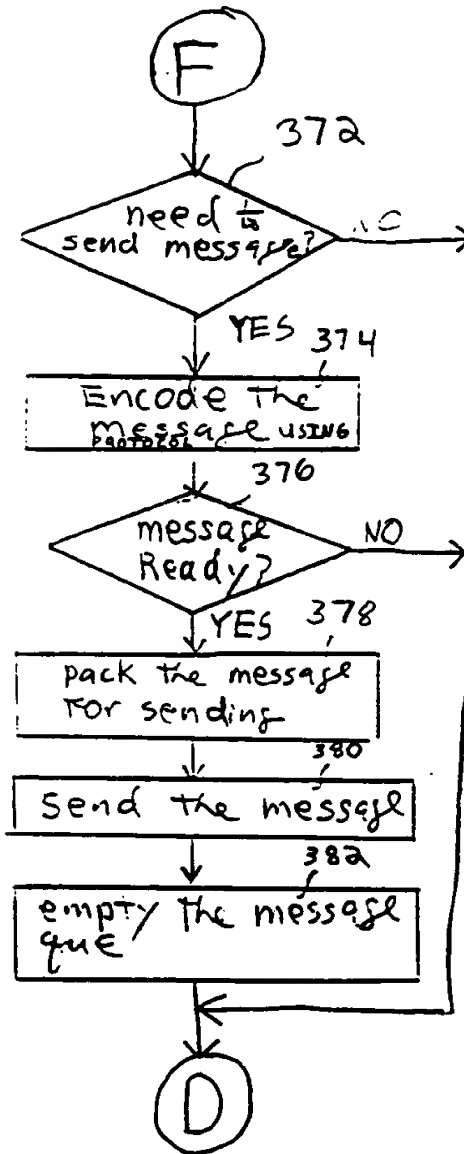 F
372
need to
send message?
NO
YES
374
Encode the
message USING
PROTOCOL
376
message
Ready?
NO
YES
378
pack the message
for sending
380
send the message
382
empty the message
que
D